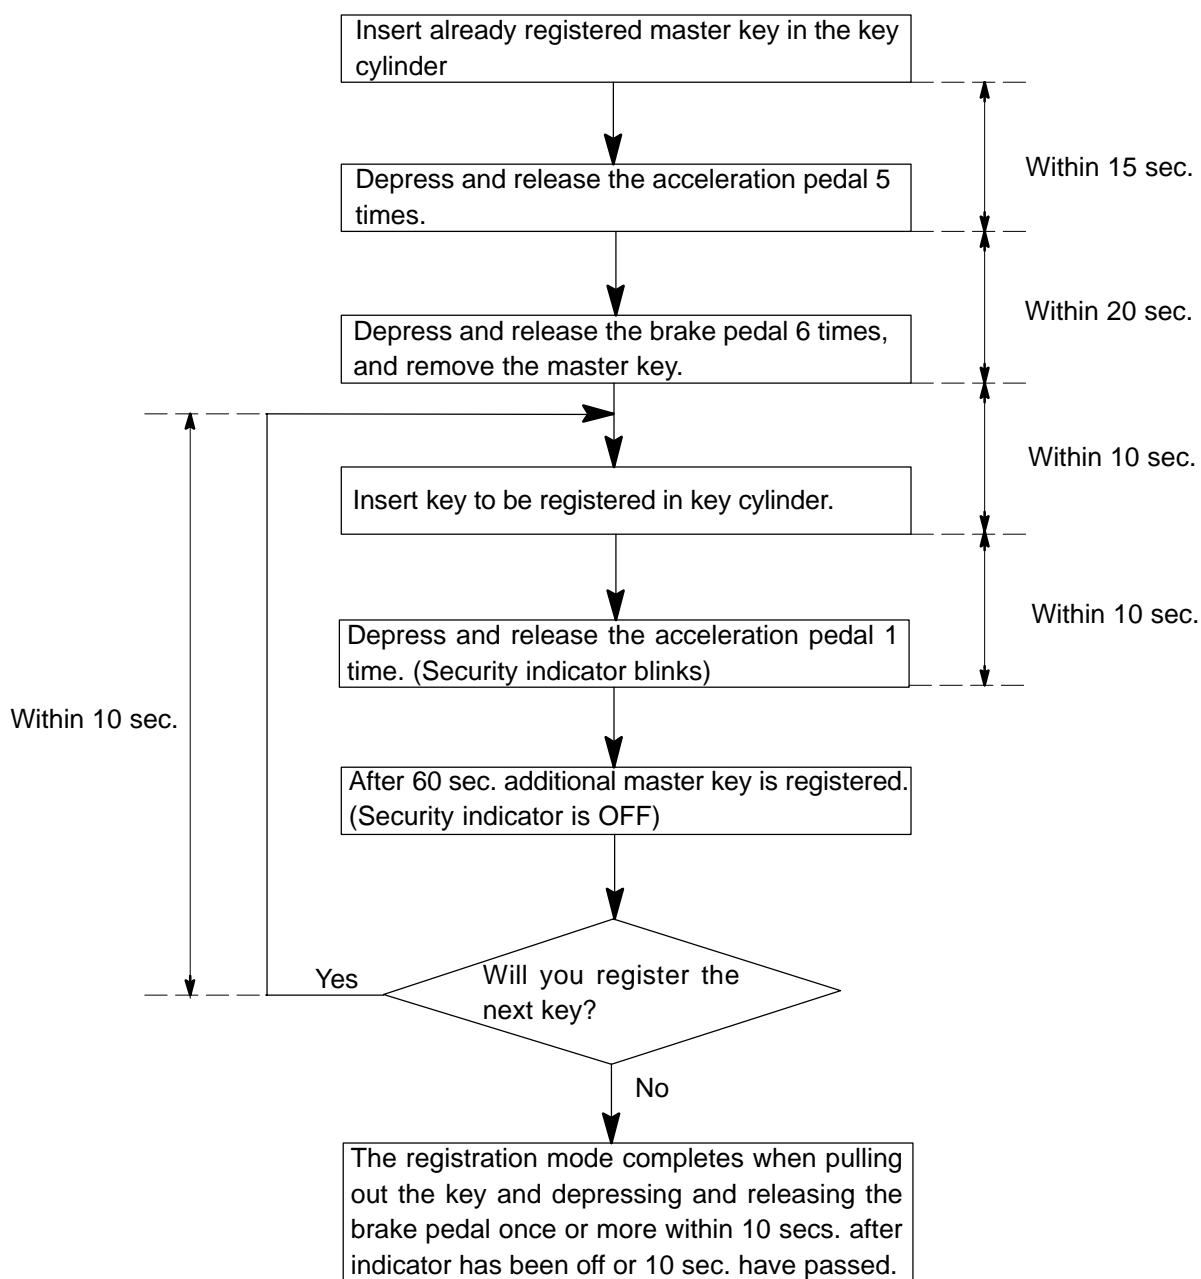 Insert already registered master key in the key
cylinder
Within 15 sec.
Depress and release the acceleration pedal 5
times.
Within 20 sec.
Depress and release the brake pedal 6 times,
and remove the master key.
Within 10 sec.
Insert key to be registered in key cylinder.
Within 10 sec.
Depress and release the acceleration pedal 1
time. (Security indicator blinks)
Within 10 sec.
After 60 sec. additional master key is registered.
(Security indicator is OFF)
Yes
Will you register the
next key?
No
The registration mode completes when pulling
out the key and depressing and releasing the
brake pedal once or more within 10 secs. after
indicator has been off or 10 sec. have passed.